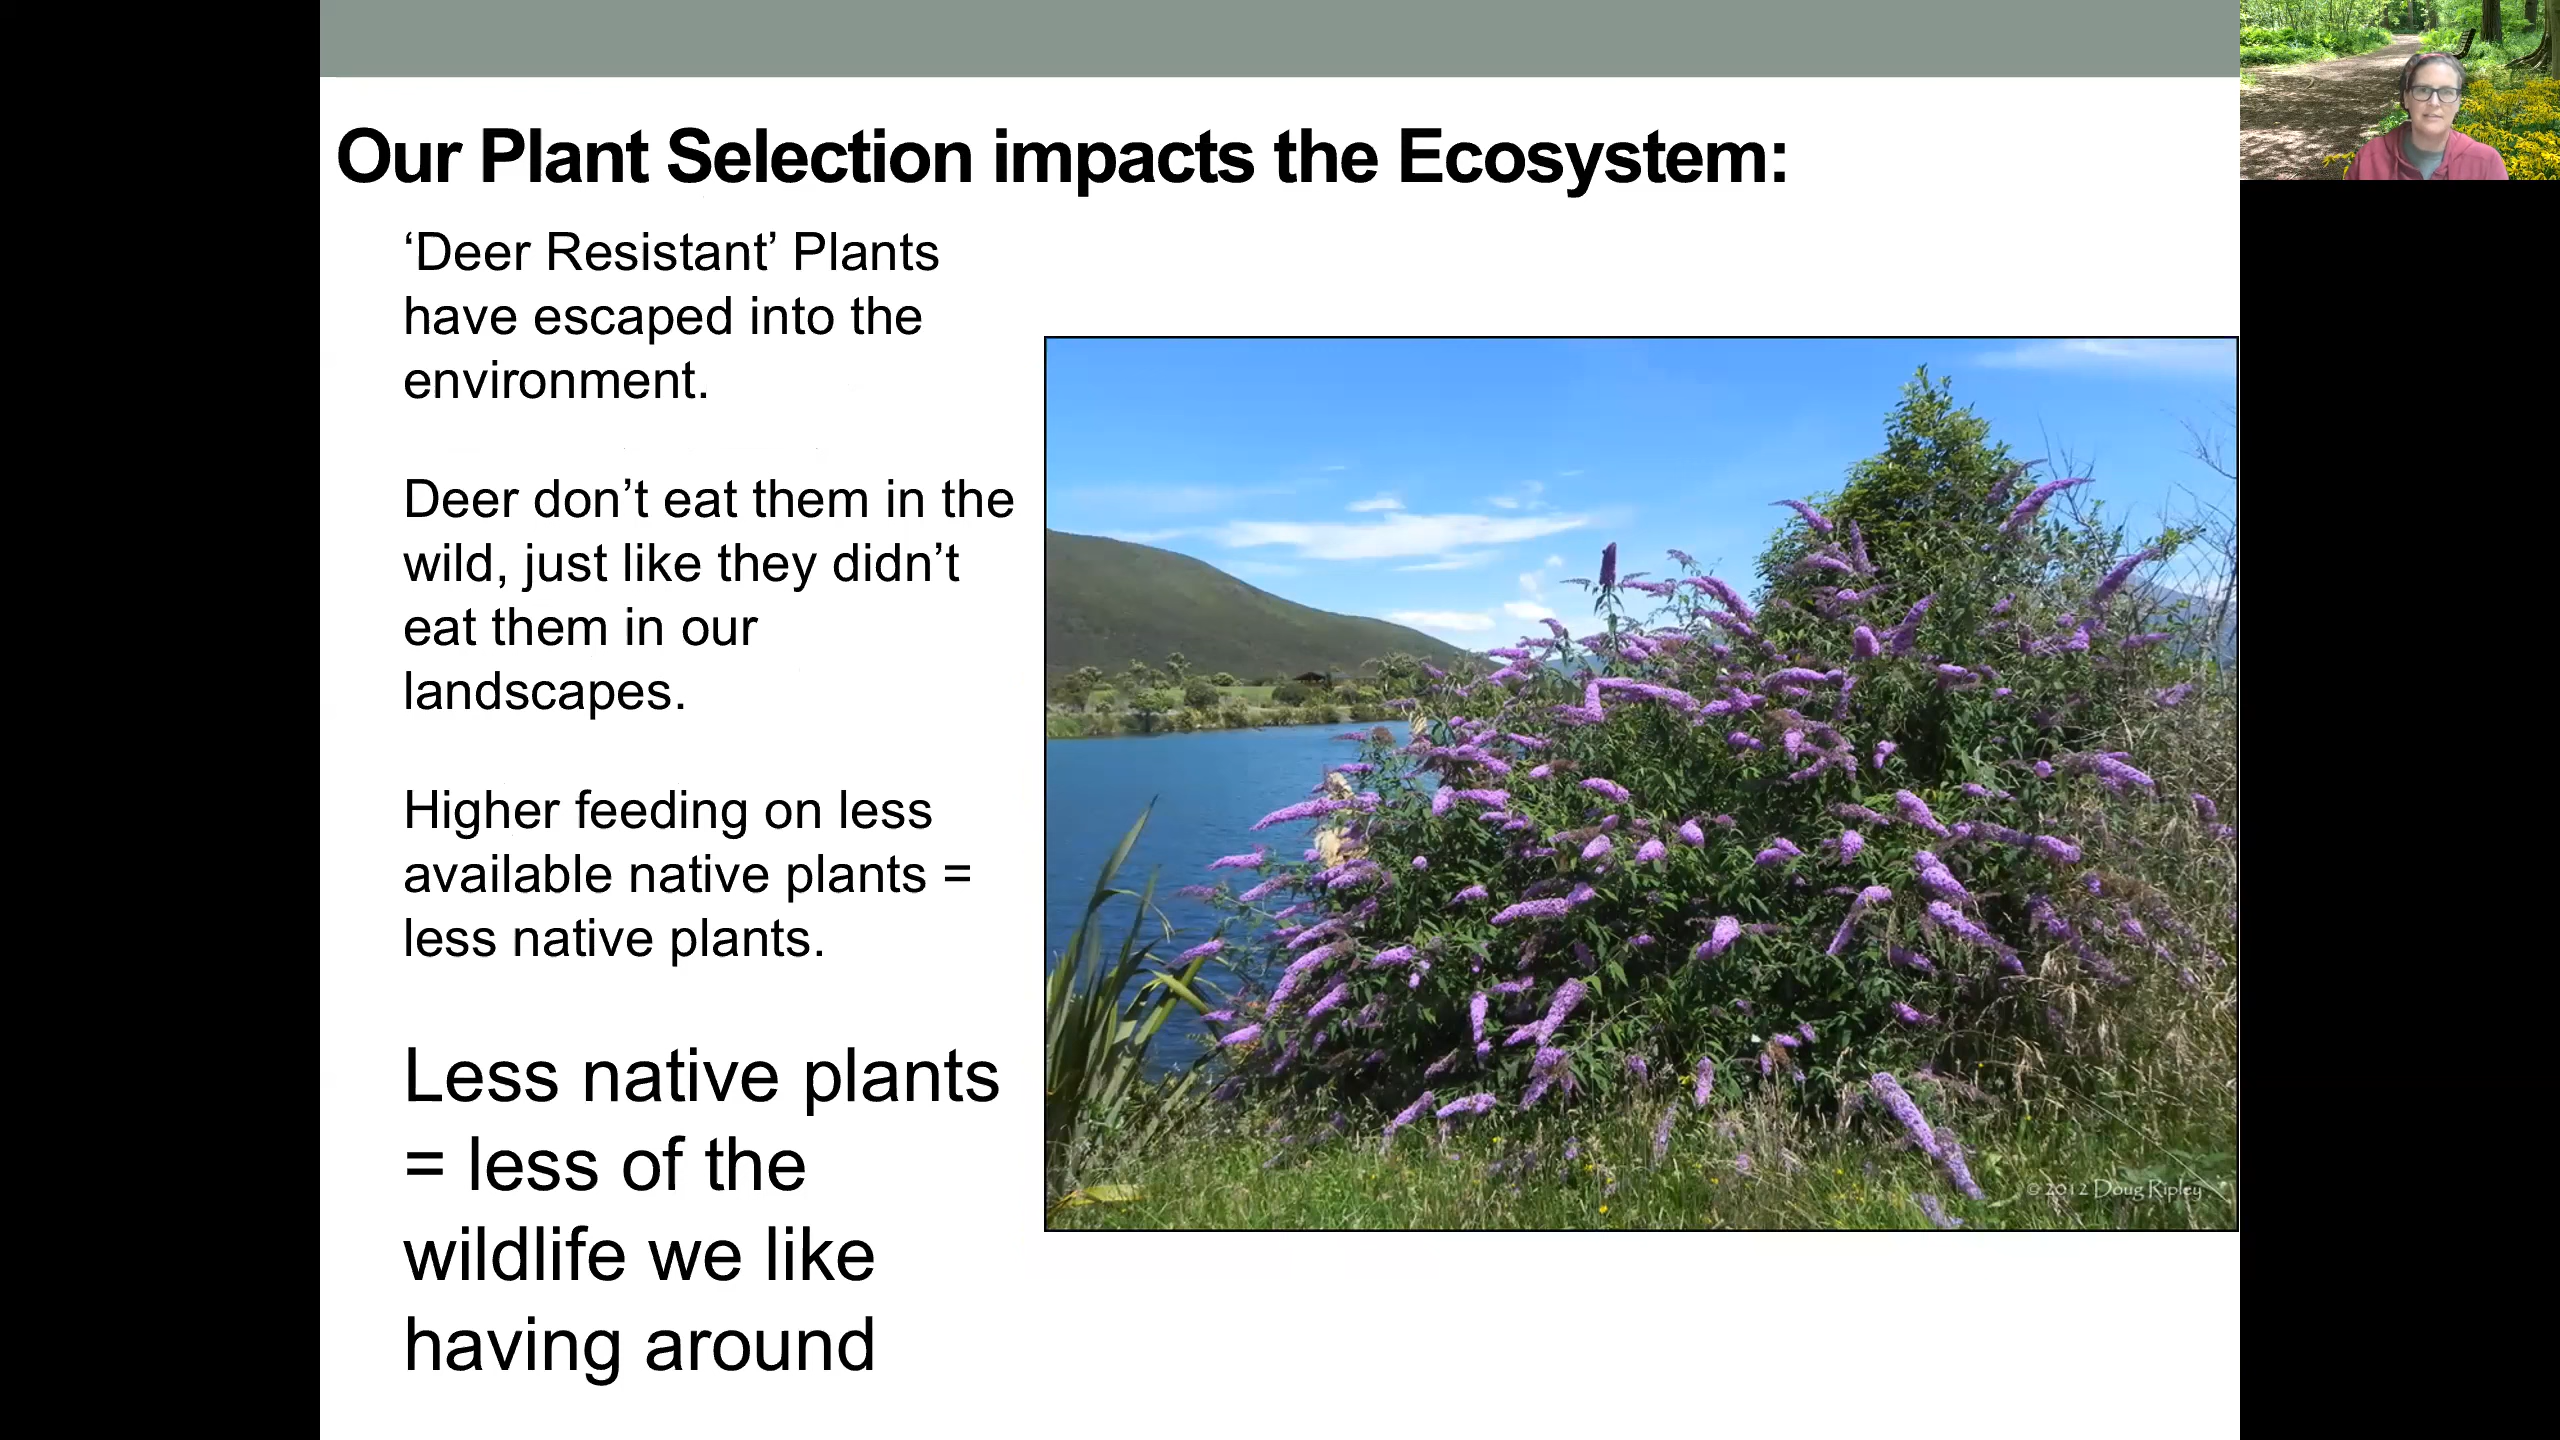 Our Plant Selection impacts the Ecosystem:
‘Deer Resistant’ Plants
have escaped into the
environment.
Deer don’t eat them in the
wild, just like they didn’t
eat them in our
landscapes.
Higher feeding on less
available native plants =
less native plants.
Less native plants
= less of the
wildlife we like
having around
© 2012 Doug Ripley